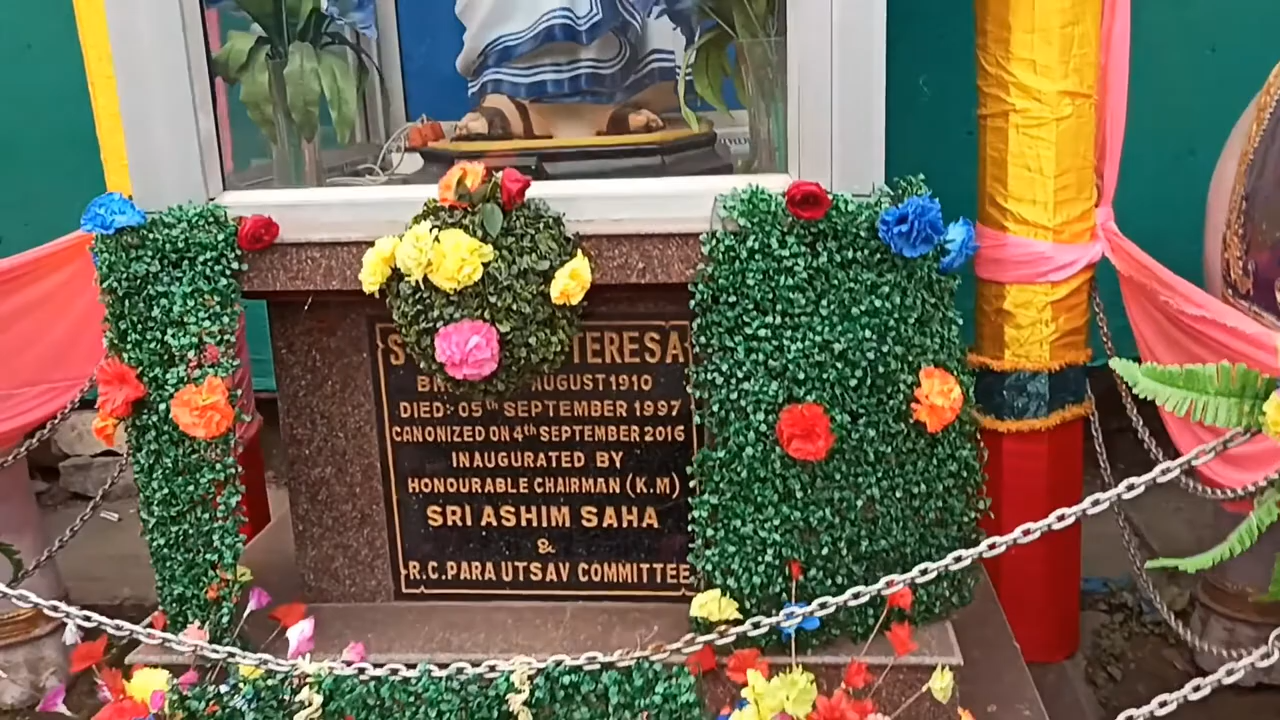 TERESA
AUGUST 1910
DIED:- 05th SEPTEMBER 1997
CANONIZED ON 4th SEPTEMBER 2016
INAUGURATED BY
HONOURABLE CHAIRMAN (K.M)
SRI ASHIM SAHA
&
R.C.PARA UTSAV COMMITTEE